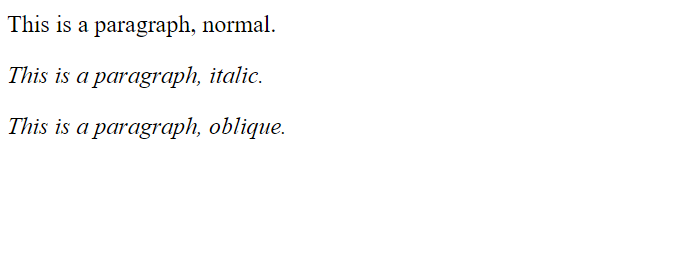 This is a paragraph, normal.
This is a paragraph, italic.
This is a paragraph, oblique.